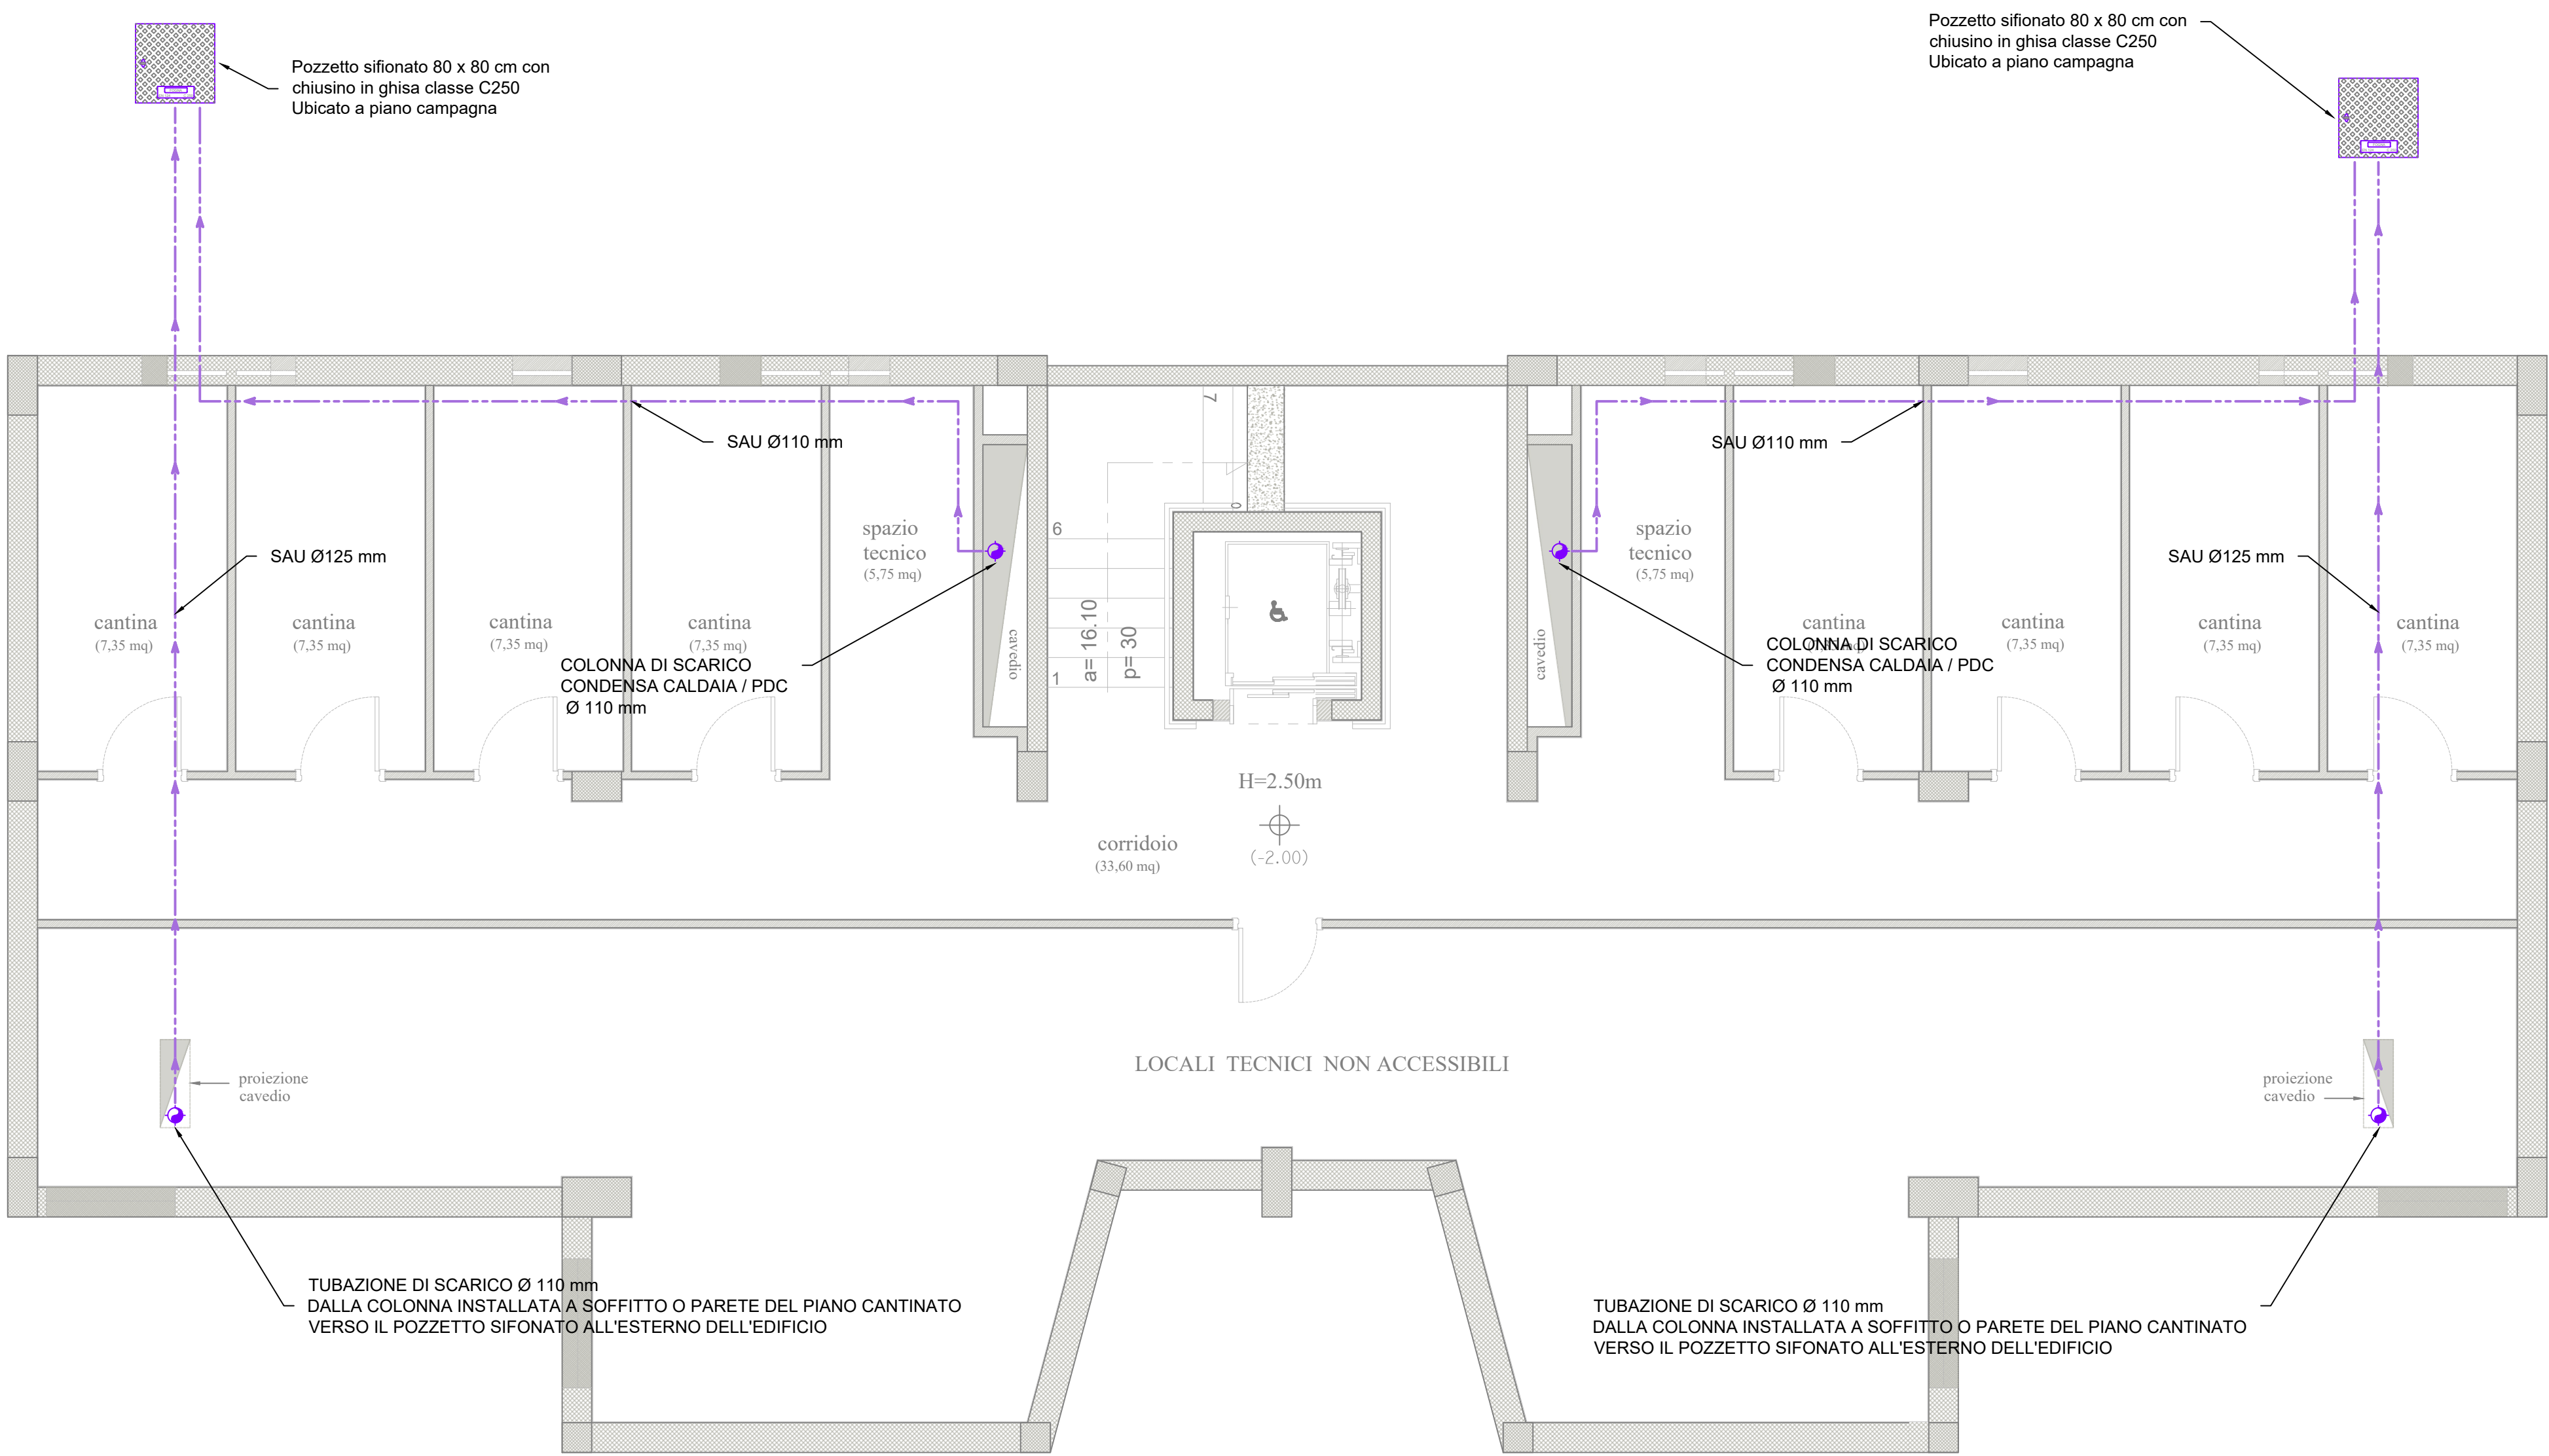 Pozzetto sifionato 80 x 80 cm con
chiusino in ghisa classe C250
Ubicato a piano campagna
Pozzetto sifionato 80 x 80 cm con
chiusino in ghisa classe C250
Ubicato a piano campagna
7
SAU Ø110 mm
SAU Ø110 mm
0
6
spazio
tecnico
(5,75 mq)
spazio
tecnico
(5,75 mq)
SAU Ø125 mm
SAU Ø125 mm
cantina
(7,35 mq)
cantina
(7,35 mq)
cantina
(7,35 mq)
cantina
(7,35 mq)
cavedio
1
a= 16.10
p= 30
cavedio
cantina
cantina
(7,35 mq)
cantina
(7,35 mq)
cantina
(7,35 mq)
COLONNA DI SCARICO
CONDENSA CALDAIA / PDC
Ø 110 mm
COLONNA DI SCARICO
CONDENSA CALDAIA / PDC
Ø 110 mm
H=2.50m
(-2.00)
corridoio
(33,60 mq)
LOCALI TECNICI NON ACCESSIBILI
proiezione
cavedio
proiezione
cavedio
TUBAZIONE DI SCARICO Ø 110 mm
DALLA COLONNA INSTALLATA A SOFFITTO O PARETE DEL PIANO CANTINATO
VERSO IL POZZETTO SIFONATO ALL'ESTERNO DELL'EDIFICIO
TUBAZIONE DI SCARICO Ø 110 mm
DALLA COLONNA INSTALLATA A SOFFITTO O PARETE DEL PIANO CANTINATO
VERSO IL POZZETTO SIFONATO ALL'ESTERNO DELL'EDIFICIO